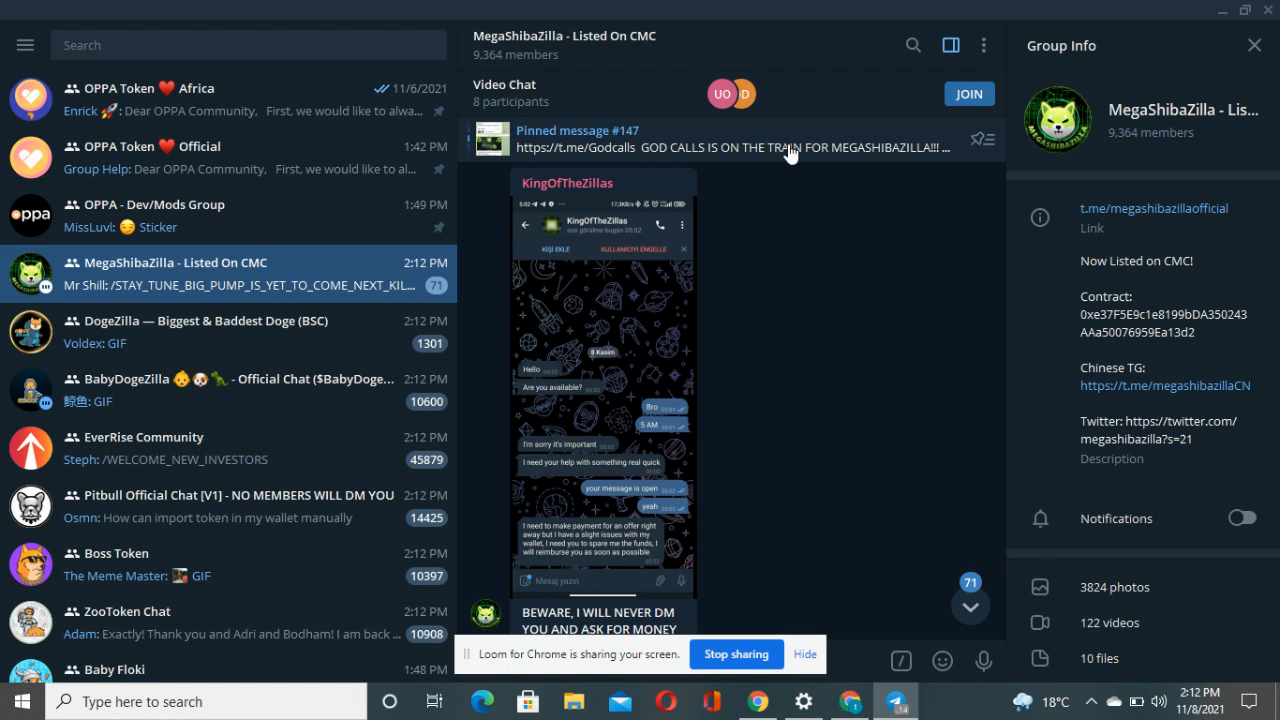 Search
OPPA Token ❤️ Africa
11/6/2021
Enrick 🚀: Dear OPPA Community, First, we would like to alwa...
OPPA Token ❤️ Official
1:42 PM
Group Help: Dear OPPA Community, First, we would like to al...
OPPA - Dev/Mods Group
1:49 PM
MissLuvl: 😏 Sticker
MegaShibaZilla - Listed On CMC
2:12 PM
Mr Shill: /STAY_TUNE_BIG_PUMP_IS_YET_TO_COME_NEXT_KIL...
71
DogeZilla — Biggest & Baddest Doge (BSC)
2:12 PM
Voldex: GIF
1301
BabyDogeZilla 👶🐶🦖 - Official Chat ($BabyDoge...
2:12 PM
鲸鱼: GIF
10600
EverRise Community
2:12 PM
Steph: /WELCOME_NEW_INVESTORS
45879
Pitbull Official Chat [V1] - NO MEMBERS WILL DM YOU
2:12 PM
Osmn: How can import token in my wallet manually
14425
Boss Token
2:12 PM
The Meme Master: GIF
10397
ZooToken Chat
2:12 PM
Adam: Exactly! Thank you and Adri and Bodham! I am back ...
10908
Baby Floki
1:48 PM
oppa
MegaShibaZilla - Listed On CMC
9,364 members
Video Chat
8 participants
UO
D
JOIN
Pinned message #147
https://t.me/Godcalls GOD CALLS IS ON THE TRAIN FOR MEGASHIBAZILLA!!! ...
KingOfTheZillas
5:02
KingOfTheZillas
son görülme bugün 05:02
KİŞİ EKLE
KULLANICIYI ENGELLE
8 Kasım
Hello
Are you available?
Bro
5 AM
I'm sorry it's important
I need your help with something real quick
your message is open
yeah
I need to make payment for an offer right
away but I have a slight issues with my
wallet, I need you to spare me the funds, I
will reimburse you as soon as possible
Mesaj yazın
BEWARE, I WILL NEVER DM
YOU AND ASK FOR MONEY
71
Loom for Chrome is sharing your screen.
Stop sharing
Hide
Group Info
MegaShibaZilla - Lis...
9,364 members
t.me/megashibazillaofficial
Link
Now Listed on CMC!
Contract:
0xe37F5E9c1e8199bDA350243
AAa50076959Ea13d2
Chinese TG:
https://t.me/megashibazillaCN
Twitter: https://twitter.com/
megashibazilla?s=21
Description
Notifications
3824 photos
122 videos
10 files
Type here to search
14
18°C
2:12 PM
11/8/2021